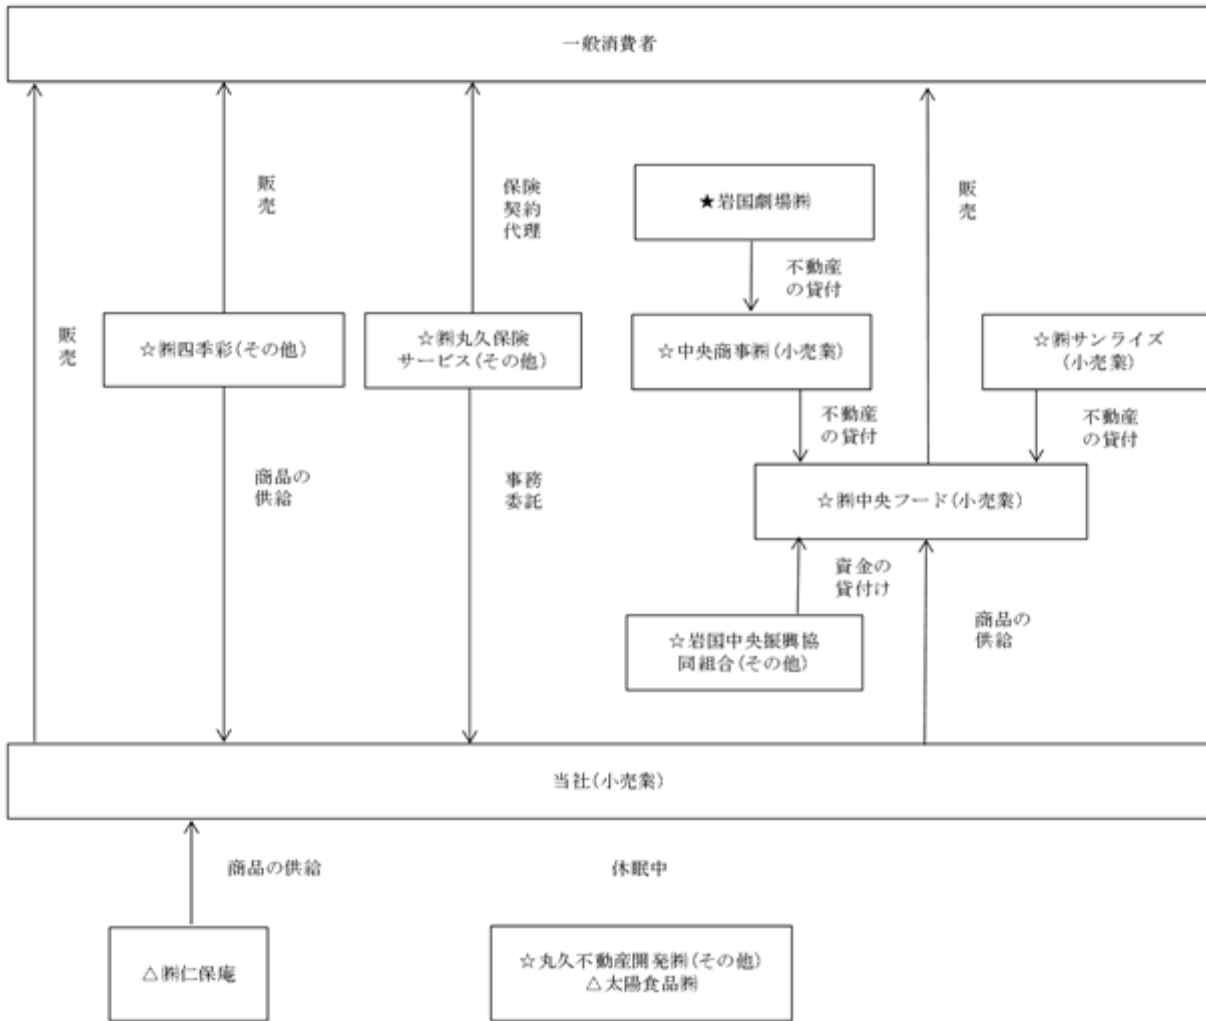 一般消費者
販
売
保険
契約
代理
★岩国劇場㈱
販
売
不動産
の貸付
販
売
☆㈱四季彩(その他)
☆㈱丸久保険
サービス(その他)
☆中央商事㈱(小売業)
☆㈱サンライズ
(小売業)
不動産
の貸付
不動産
の貸付
商品の
供給
事務
委託
☆㈱中央フード(小売業)
資金の
貸付け
☆岩国中央振興協
同組合(その他)
商品の
供給
当社(小売業)
商品の供給
休眠中
△㈱仁保庵
☆丸久不動産開発㈱(その他)
△太陽食品㈱